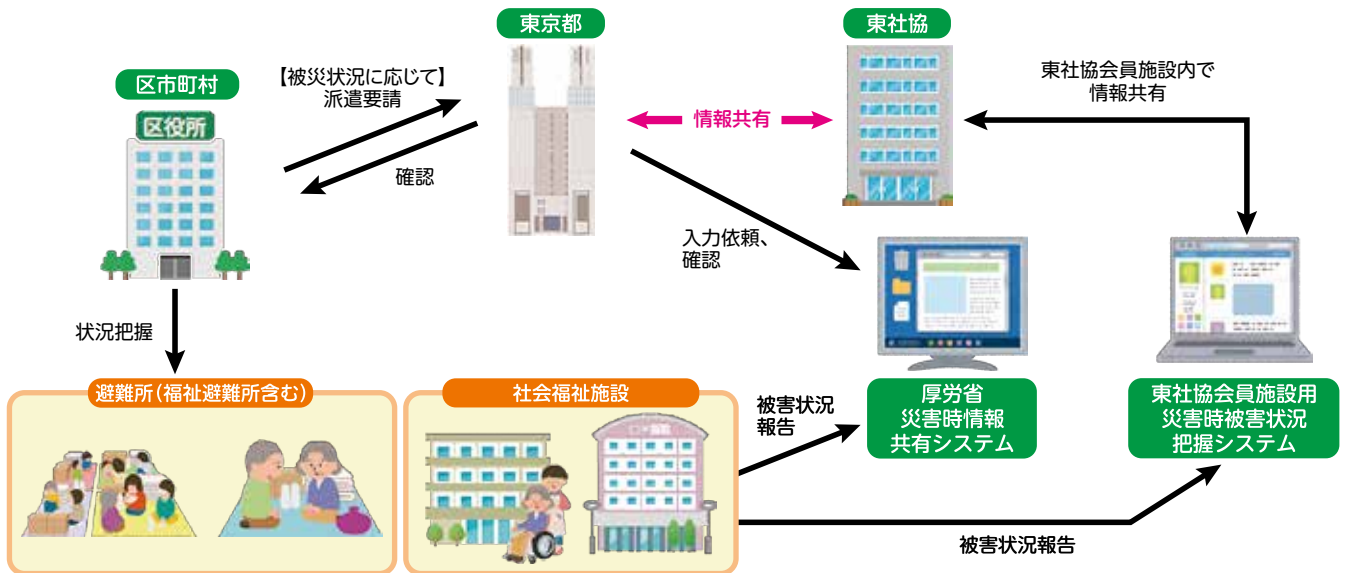 東京都
東社協
区市町村
区役所
【被災状況に応じて】
派遣要請
確認
情報共有
東社協会員施設内で
情報共有
入力依頼、
確認
状況把握
避難所(福祉避難所含む)
社会福祉施設
被害状況
報告
厚労省
災害時情報
共有システム
東社協会員施設用
災害時被害状況
把握システム
被害状況報告